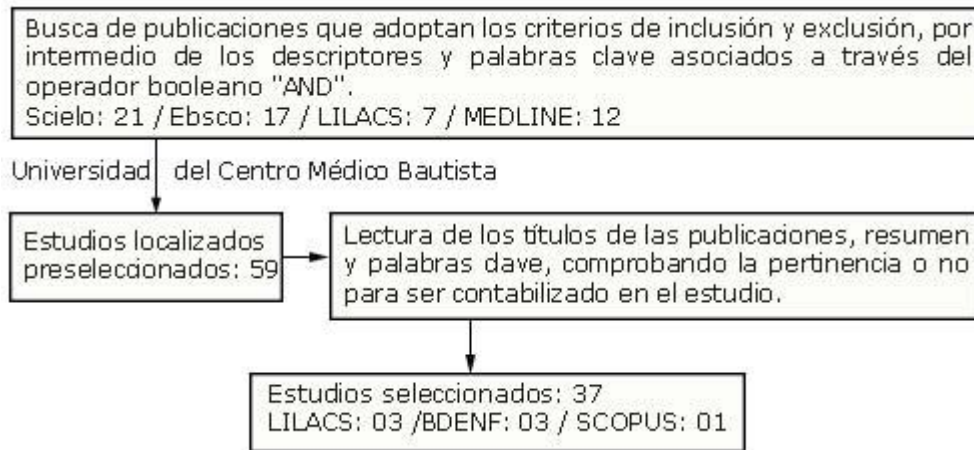 Busca de publicaciones que adoptan los criterios de inclusión y exclusión, por
intermedio de los descriptores y palabras clave asociados a través del
operador booleano "AND".
Scielo: 21 / Ebsco: 17 / LILACS: 7 / MEDLINE: 12
Universidad del Centro Médico Bautista
Estudios localizados
preseleccionados: 59
Lectura de los títulos de las publicaciones, resumen
y palabras clave, comprobando la pertinencia o no
para ser contabilizado en el estudio.
Estudios seleccionados: 37
LILACS: 03 /BDENF: 03 / SCOPUS: 01